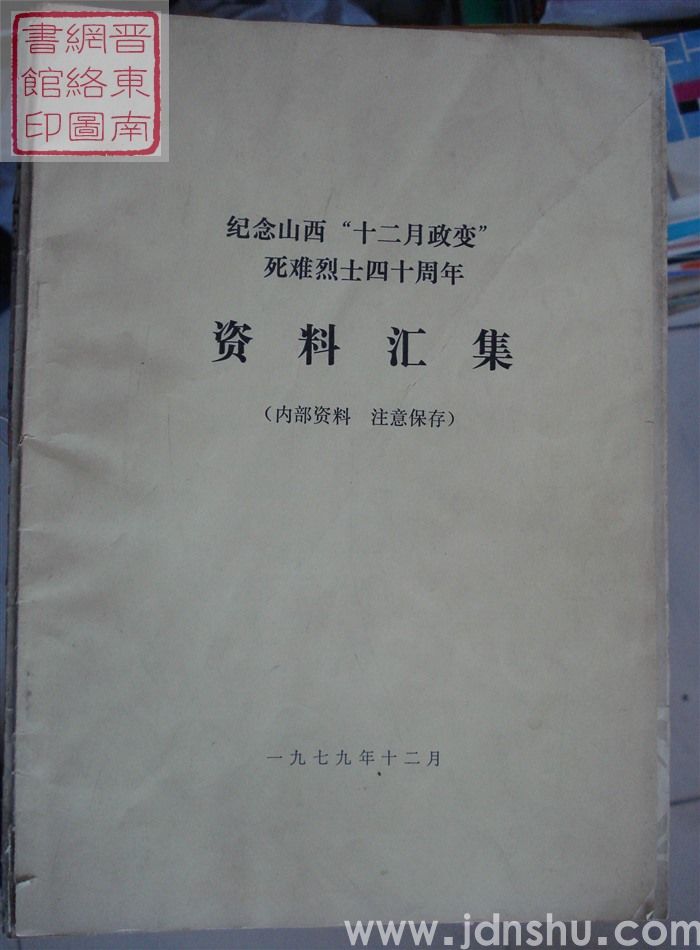 晋東南
網絡圖
書館印
纪念山西“十二月政变”
死难烈士四十周年
资料汇集
（内部资料 注意保存）
一九七九年十二月
www.jdnshu.com